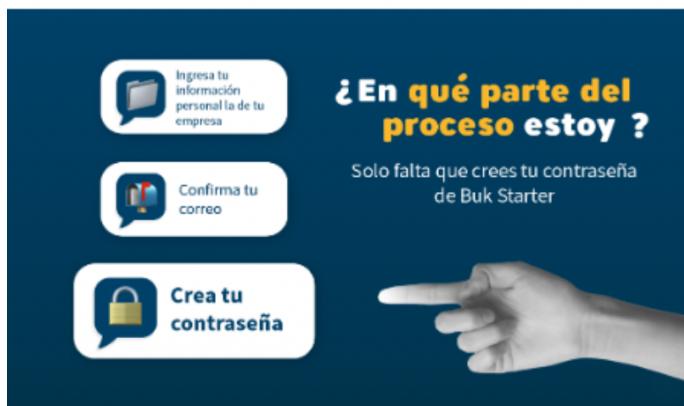 Ingresa tu
información
personal la de tu
empresa
Confirma tu
correo
Crea tu
contraseña
¿En qué parte del
proceso estoy ?
Solo falta que crees tu contraseña
de Buk Starter